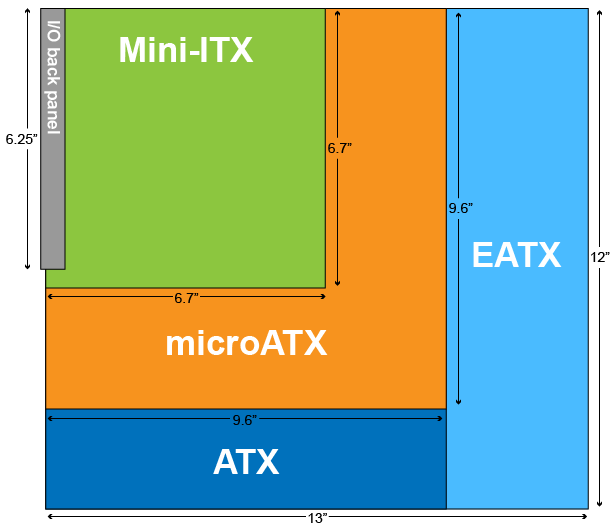 I/O back panel
Mini-ITX
6.25”
6.7”
9.6”
EATX
12”
6.7”
microATX
9.6”
ATX
13”